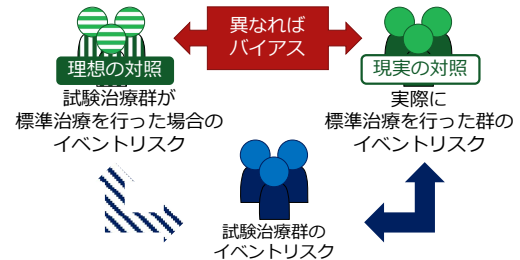 異なれば
バイアス
理想の対照
現実の対照
試験治療群が
標準治療を行った場合の
イベントリスク
実際に
標準治療を行った群の
イベントリスク
試験治療群の
イベントリスク